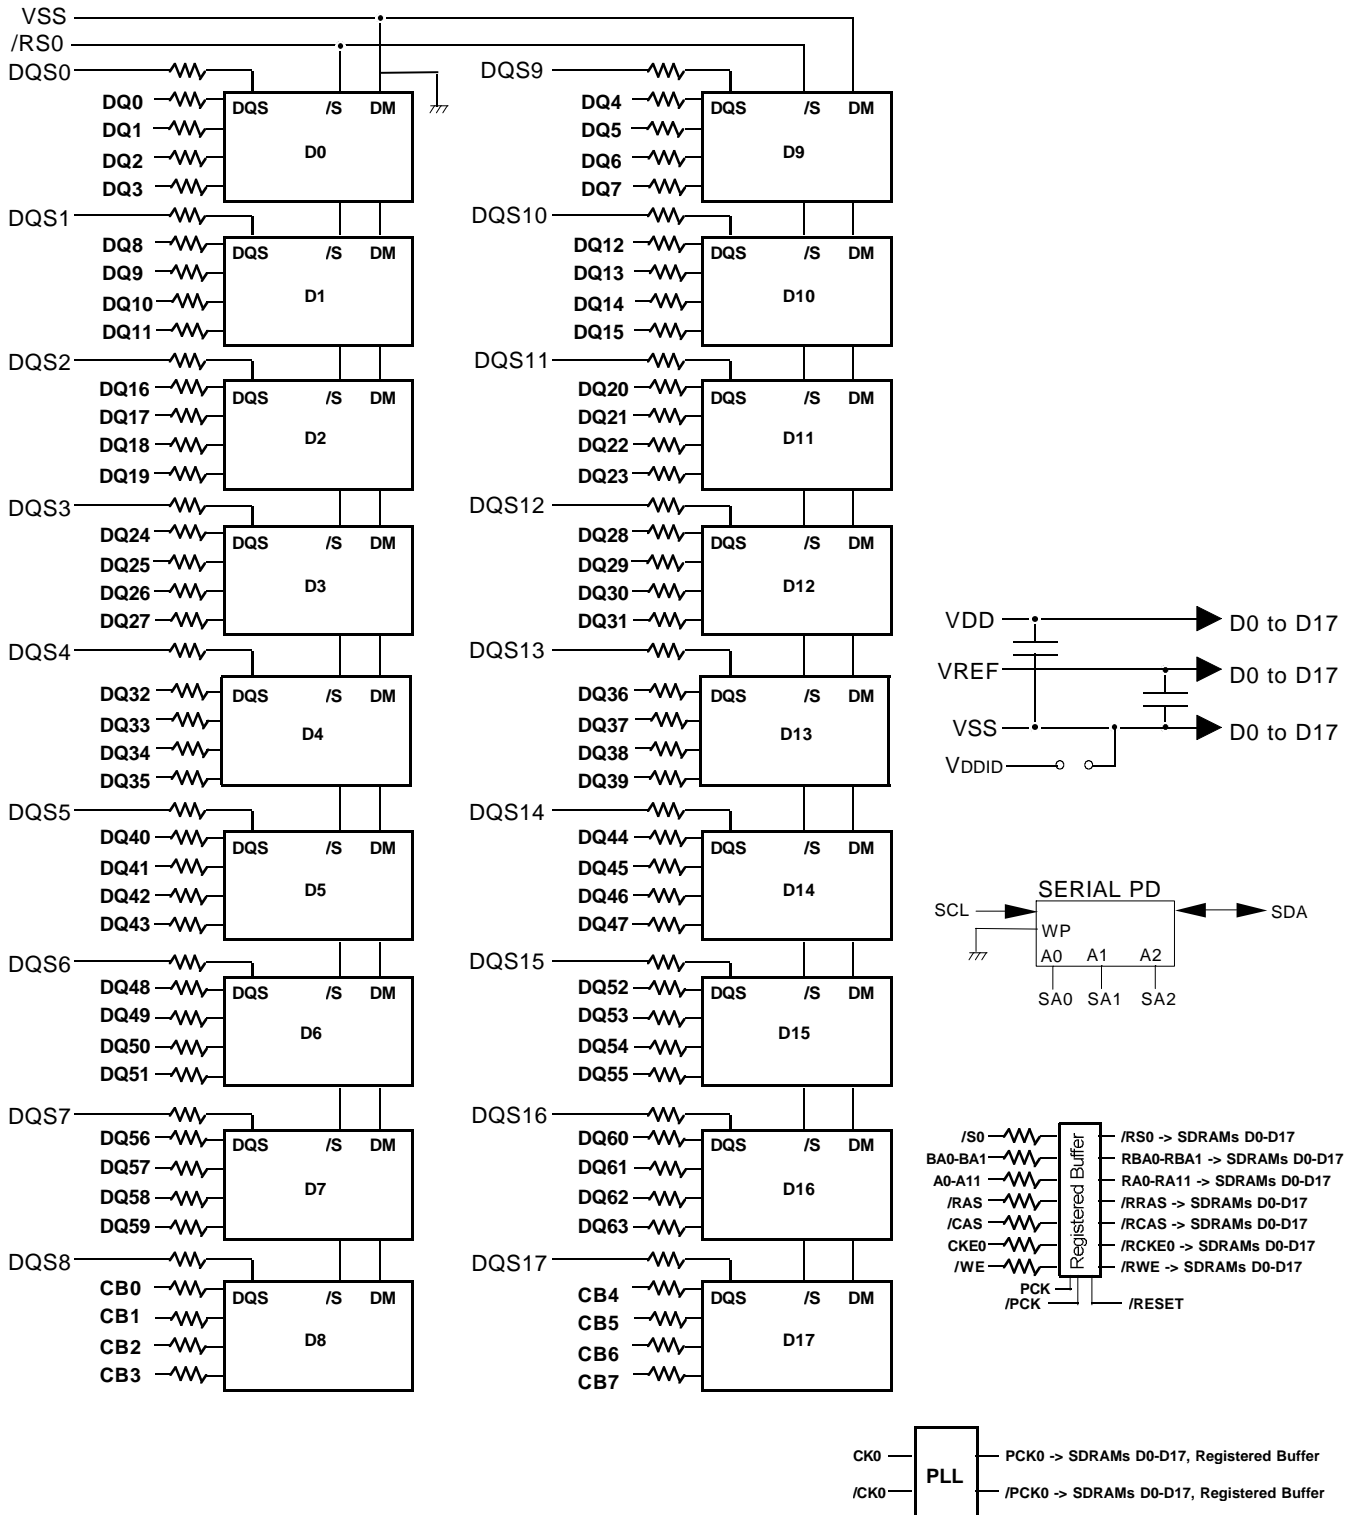 VSS
/RS0
DQS0
DQ0
DQ1
DQ2
DQ3
DQS /S DM
D0
DQS9
DQ4
DQ5
DQ6
DQ7
DQS /S DM
D9
DQS1
DQ8
DQ9
DQ10
DQ11
DQS /S DM
D1
DQS10
DQ12
DQ13
DQ14
DQ15
DQS /S DM
D10
DQS2
DQ16
DQ17
DQ18
DQ19
DQS /S DM
D2
DQS11
DQ20
DQ21
DQ22
DQ23
DQS /S DM
D11
DQS3
DQ24
DQ25
DQ26
DQ27
DQS /S DM
D3
DQS12
DQ28
DQ29
DQ30
DQ31
DQS /S DM
D12
DQS4
DQ32
DQ33
DQ34
DQ35
DQS /S DM
D4
DQS13
DQ36
DQ37
DQ38
DQ39
DQS /S DM
D13
DQS5
DQ40
DQ41
DQ42
DQ43
DQS /S DM
D5
DQS14
DQ44
DQ45
DQ46
DQ47
DQS /S DM
D14
DQS6
DQ48
DQ49
DQ50
DQ51
DQS /S DM
D6
DQS15
DQ52
DQ53
DQ54
DQ55
DQS /S DM
D15
DQS7
DQ56
DQ57
DQ58
DQ59
DQS /S DM
D7
DQS16
DQ60
DQ61
DQ62
DQ63
DQS /S DM
D16
DQS8
CB0
CB1
CB2
CB3
DQS /S DM
D8
DQS17
CB4
CB5
CB6
CB7
DQS /S DM
D17
VDD D0 to D17
VREF D0 to D17
VSS D0 to D17
VDDID
SERIAL PD
SCL SDA
WP
A0 A1 A2
SA0 SA1 SA2
Registered Buffer
/S0 /RS0 -> SDRAMs D0-D17
BA0-BA1 RBA0-RBA1 -> SDRAMs D0-D17
A0-A11 RA0-RA11 -> SDRAMs D0-D17
/RAS /RRAS -> SDRAMs D0-D17
/CAS /RCAS -> SDRAMs D0-D17
CKE0 /RCKE0 -> SDRAMs D0-D17
/WE /RWE -> SDRAMs D0-D17
PCK
/PCK /RESET
CK0 PCK0 -> SDRAMs D0-D17, Registered Buffer
PLL
/CK0 /PCK0 -> SDRAMs D0-D17, Registered Buffer